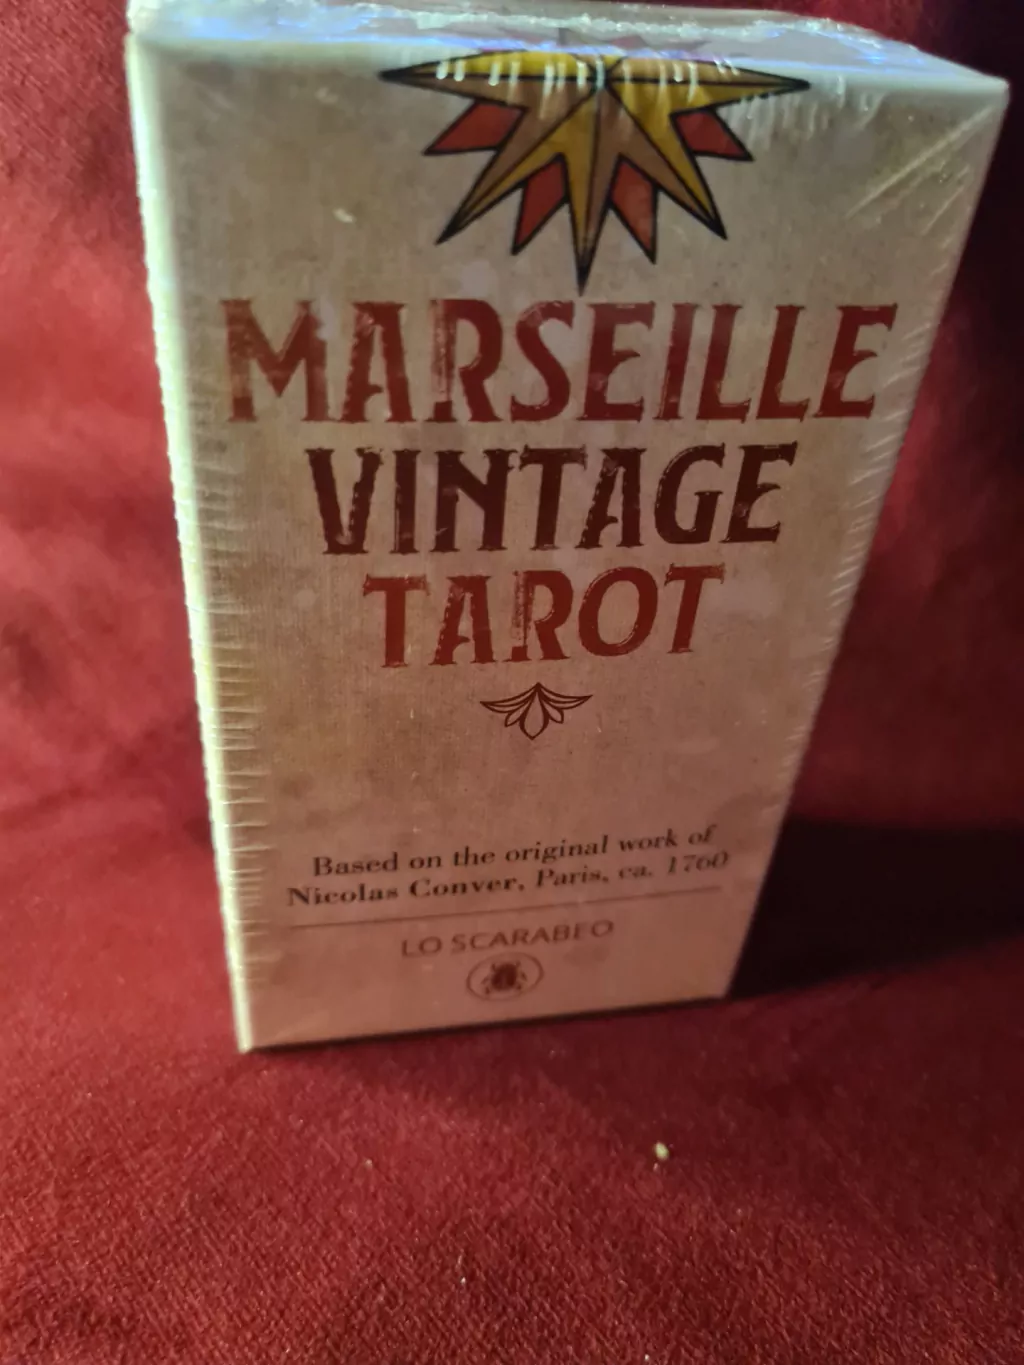 MARSEILLE
VINTAGE
TAROT
Based on the original work of
Nicolas Conver, Paris, ca. 1760
LO SCARABEO